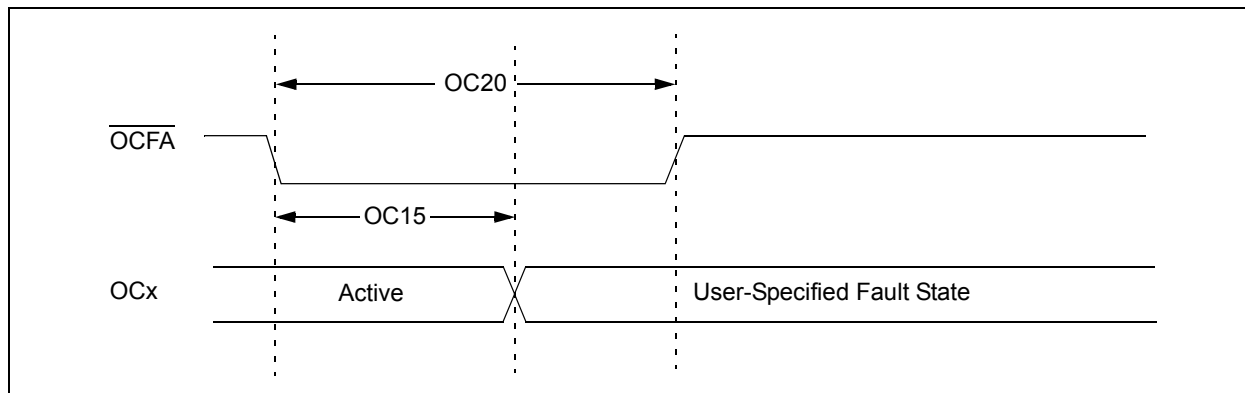 OC20
OCFA
OC15
OCx
Active
User-Specified Fault State